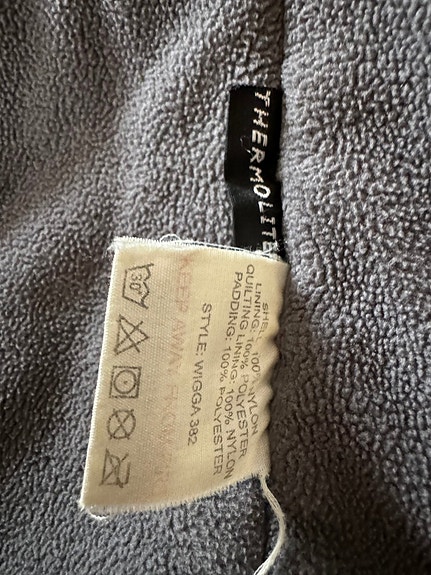 THERMOLITE
SHELL: 100% NYLON
LINING: 100% POLYESTER
QUILTING LINING: 100% NYLON
PADDING: 100% POLYESTER
STYLE: WIGGA 382
KEEP AWAY FROM
30°